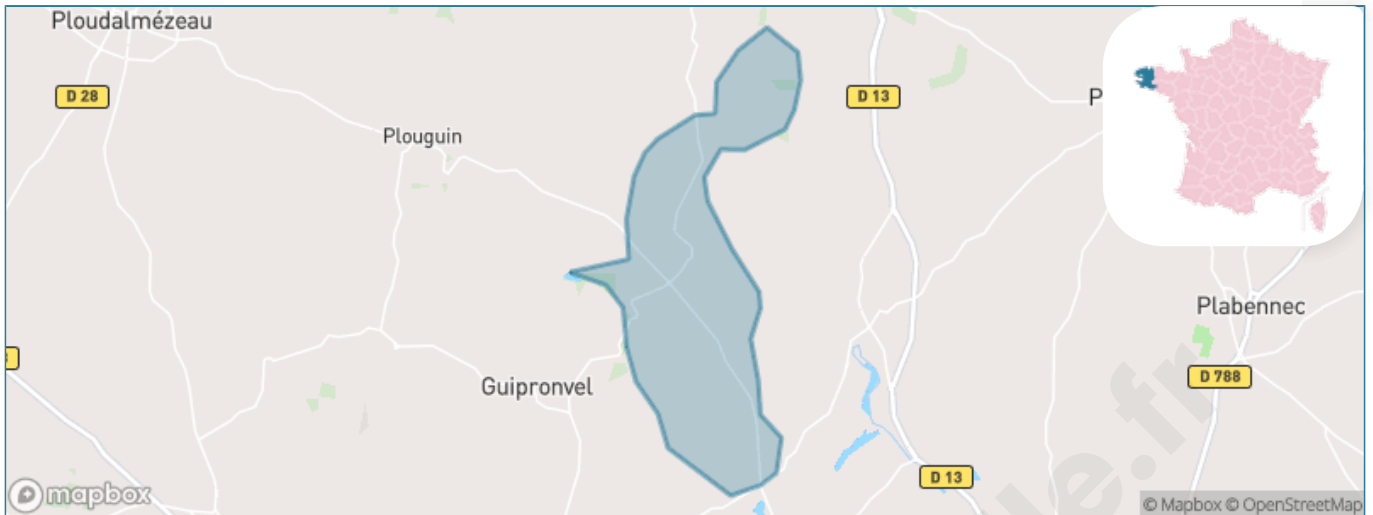 Ploudalmézeau
D 28
D 13
P
Plouguin
Plabennec
Guipronvel
D 788
D 13
mapbox
© Mapbox © OpenStreetMap